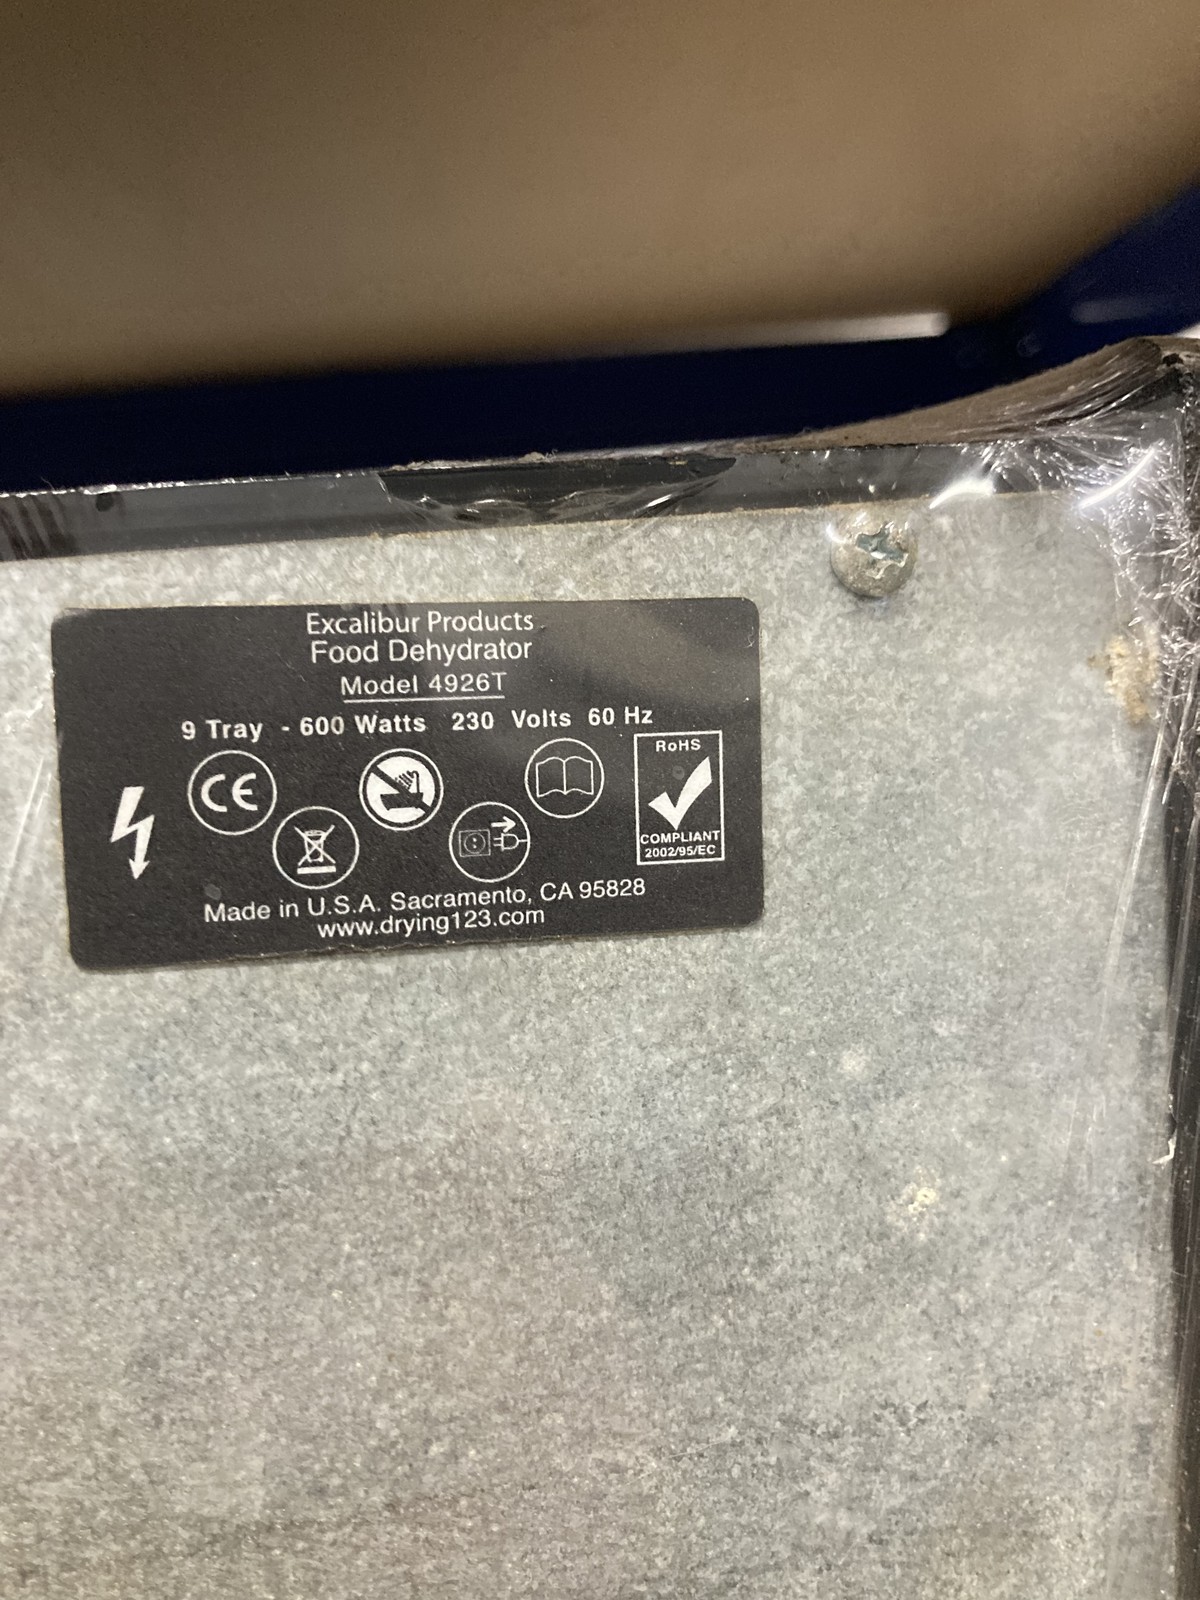 Excalibur Products
Food Dehydrator
Model 4926T
9 Tray - 600 Watts 230 Volts 60 Hz
CE
RoHS
COMPLIANT
2002/95/EC
Made in U.S.A. Sacramento, CA 95828
www.drying123.com